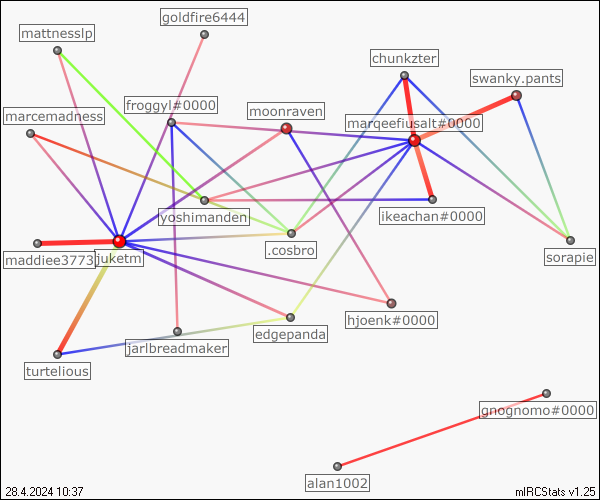 goldfire6444
mattnesslp
chunkzter
swanky.pants
froggyl#0000
marcemadness
moonraven
marqeefiusalt#0000
yoshimanden
ikeachan#0000
.cosbro
maddiee3773
juketm
sorapie
hjoenk#0000
edgepanda
jarlbreadmaker
turtelious
gnognomo#0000
alan1002
28.4.2024 10:37
mIRCStats v1.25